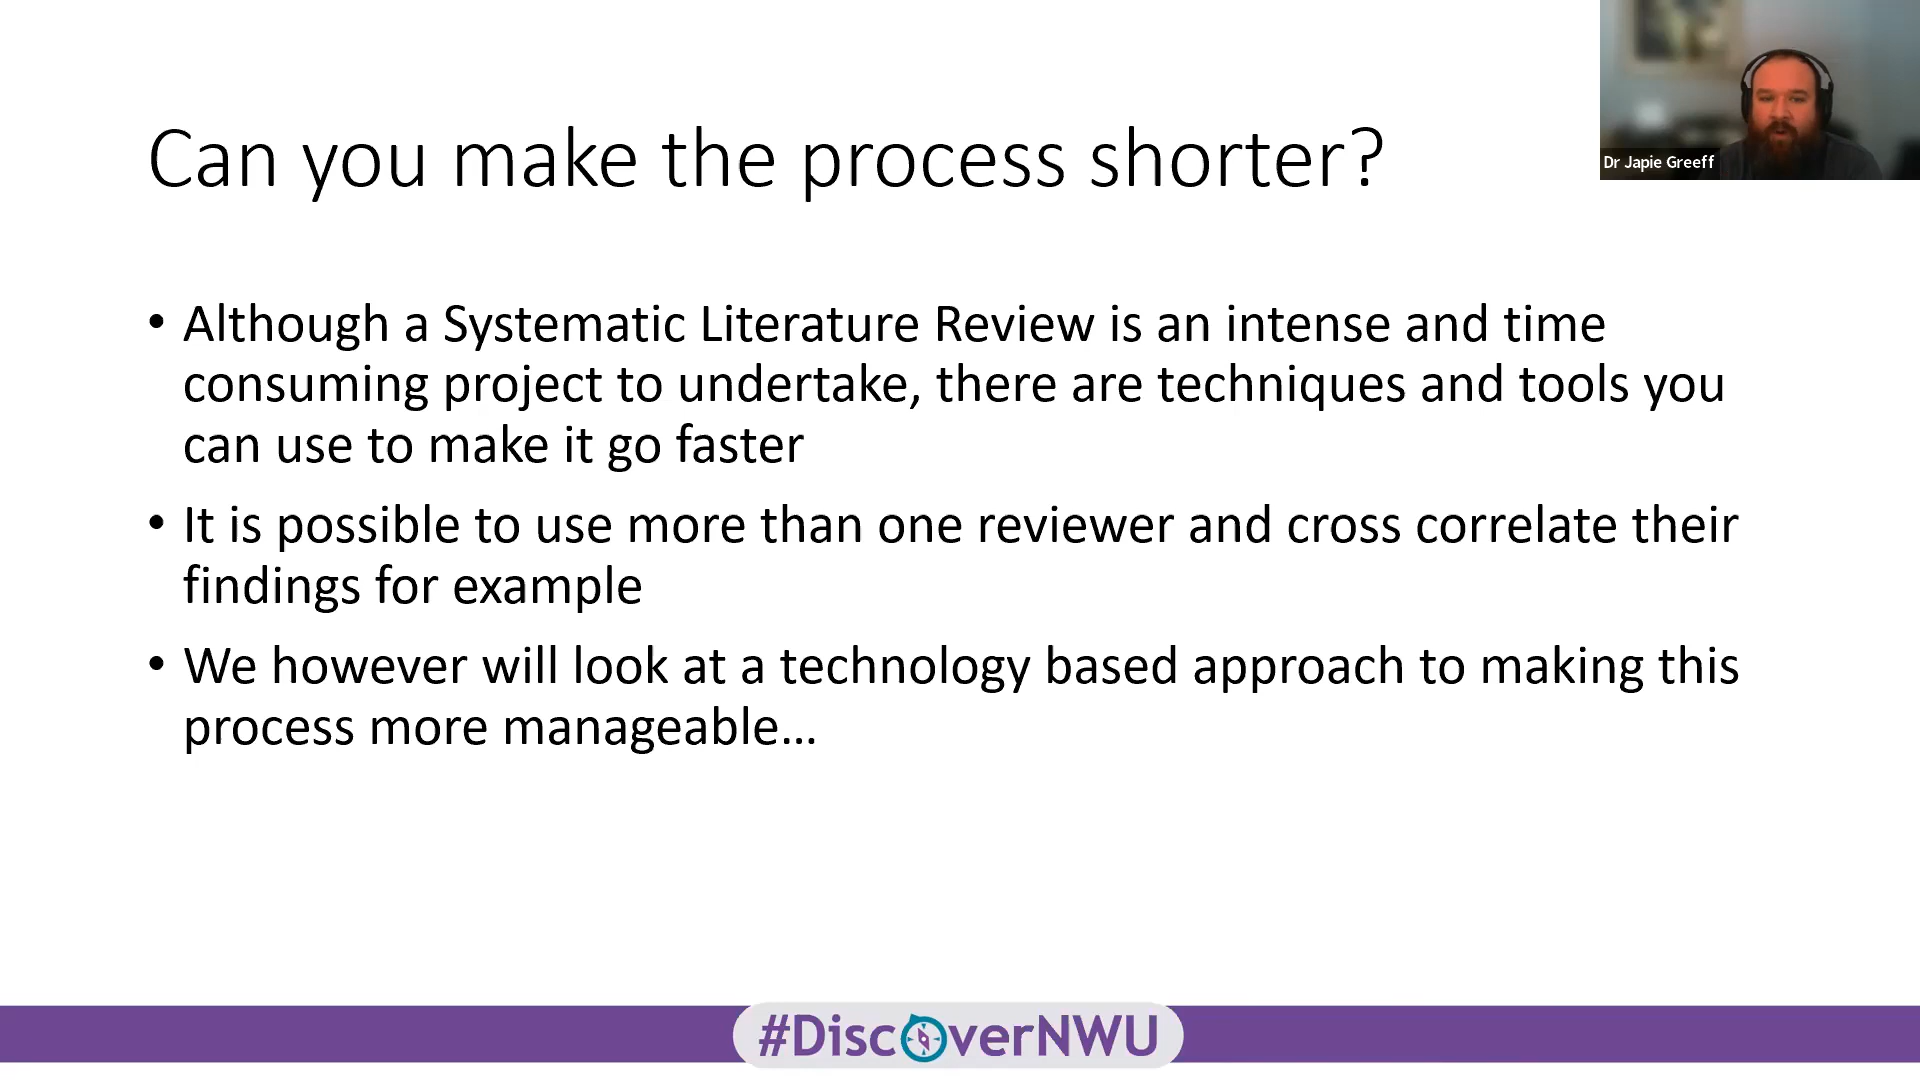 Can you make the process shorter?
Dr Japie Greeff
• Although a Systematic Literature Review is an intense and time
consuming project to undertake, there are techniques and tools you
can use to make it go faster
• It is possible to use more than one reviewer and cross correlate their
findings for example
• We however will look at a technology based approach to making this
process more manageable...
#DiscoverNWU